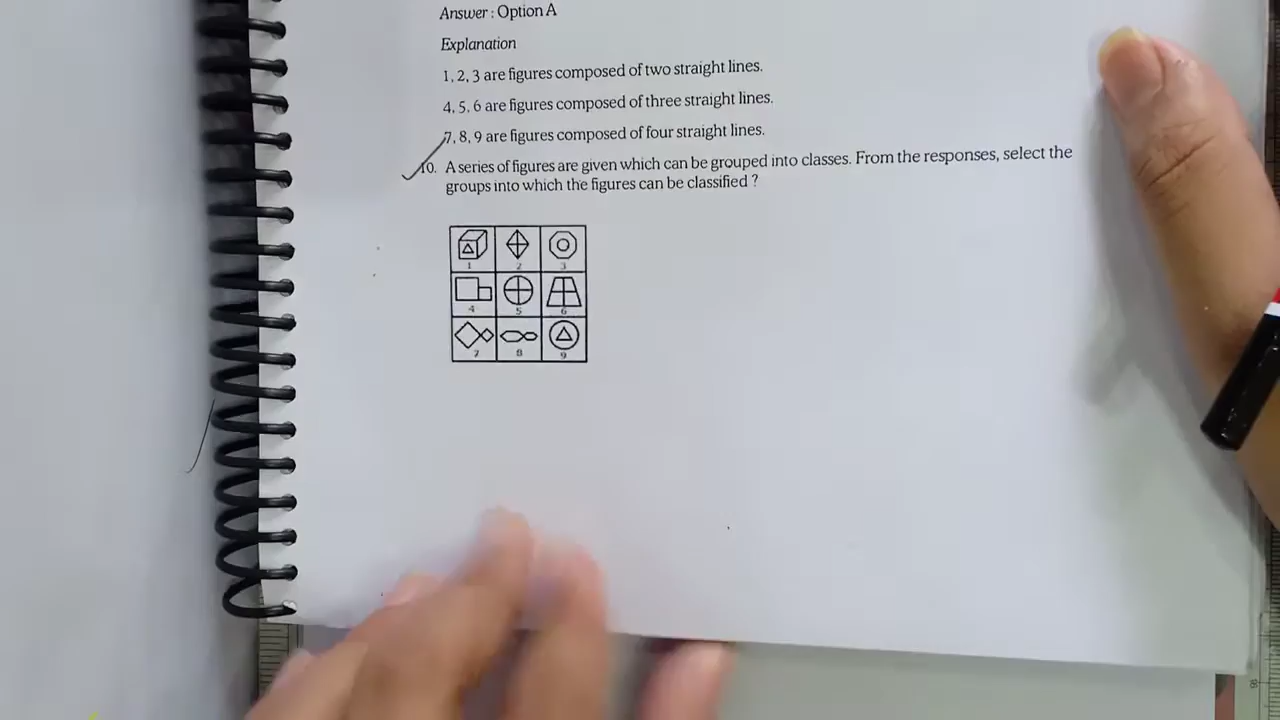 Answer : Option A
Explanation
1, 2, 3 are figures composed of two straight lines.
4, 5, 6 are figures composed of three straight lines.
7, 8, 9 are figures composed of four straight lines.
10. A series of figures are given which can be grouped into classes. From the responses, select the
groups into which the figures can be classified ?
1 2 3
4 5 6
7 8 9